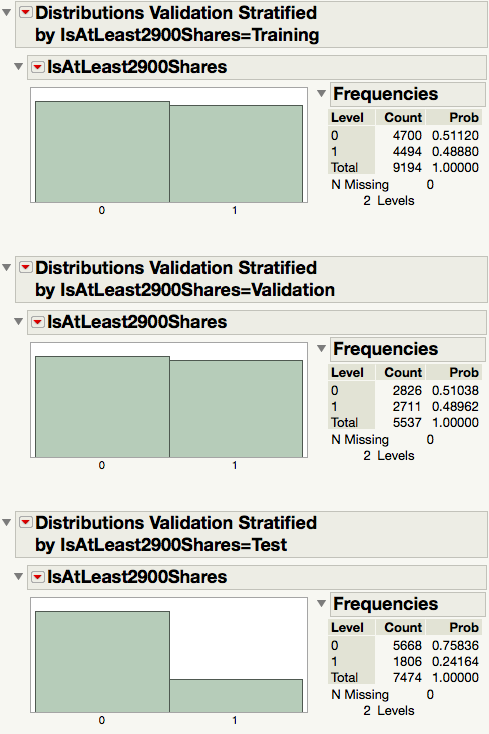 Distributions Validation Stratified
by IsAtLeast2900Shares=Training
IsAtLeast2900Shares
0 1
Frequencies
Level Count Prob
0 4700 0.51120
1 4494 0.48880
Total 9194 1.00000
N Missing 0
2 Levels
Distributions Validation Stratified
by IsAtLeast2900Shares=Validation
IsAtLeast2900Shares
0 1
Frequencies
Level Count Prob
0 2826 0.51038
1 2711 0.48962
Total 5537 1.00000
N Missing 0
2 Levels
Distributions Validation Stratified
by IsAtLeast2900Shares=Test
IsAtLeast2900Shares
0 1
Frequencies
Level Count Prob
0 5668 0.75836
1 1806 0.24164
Total 7474 1.00000
N Missing 0
2 Levels